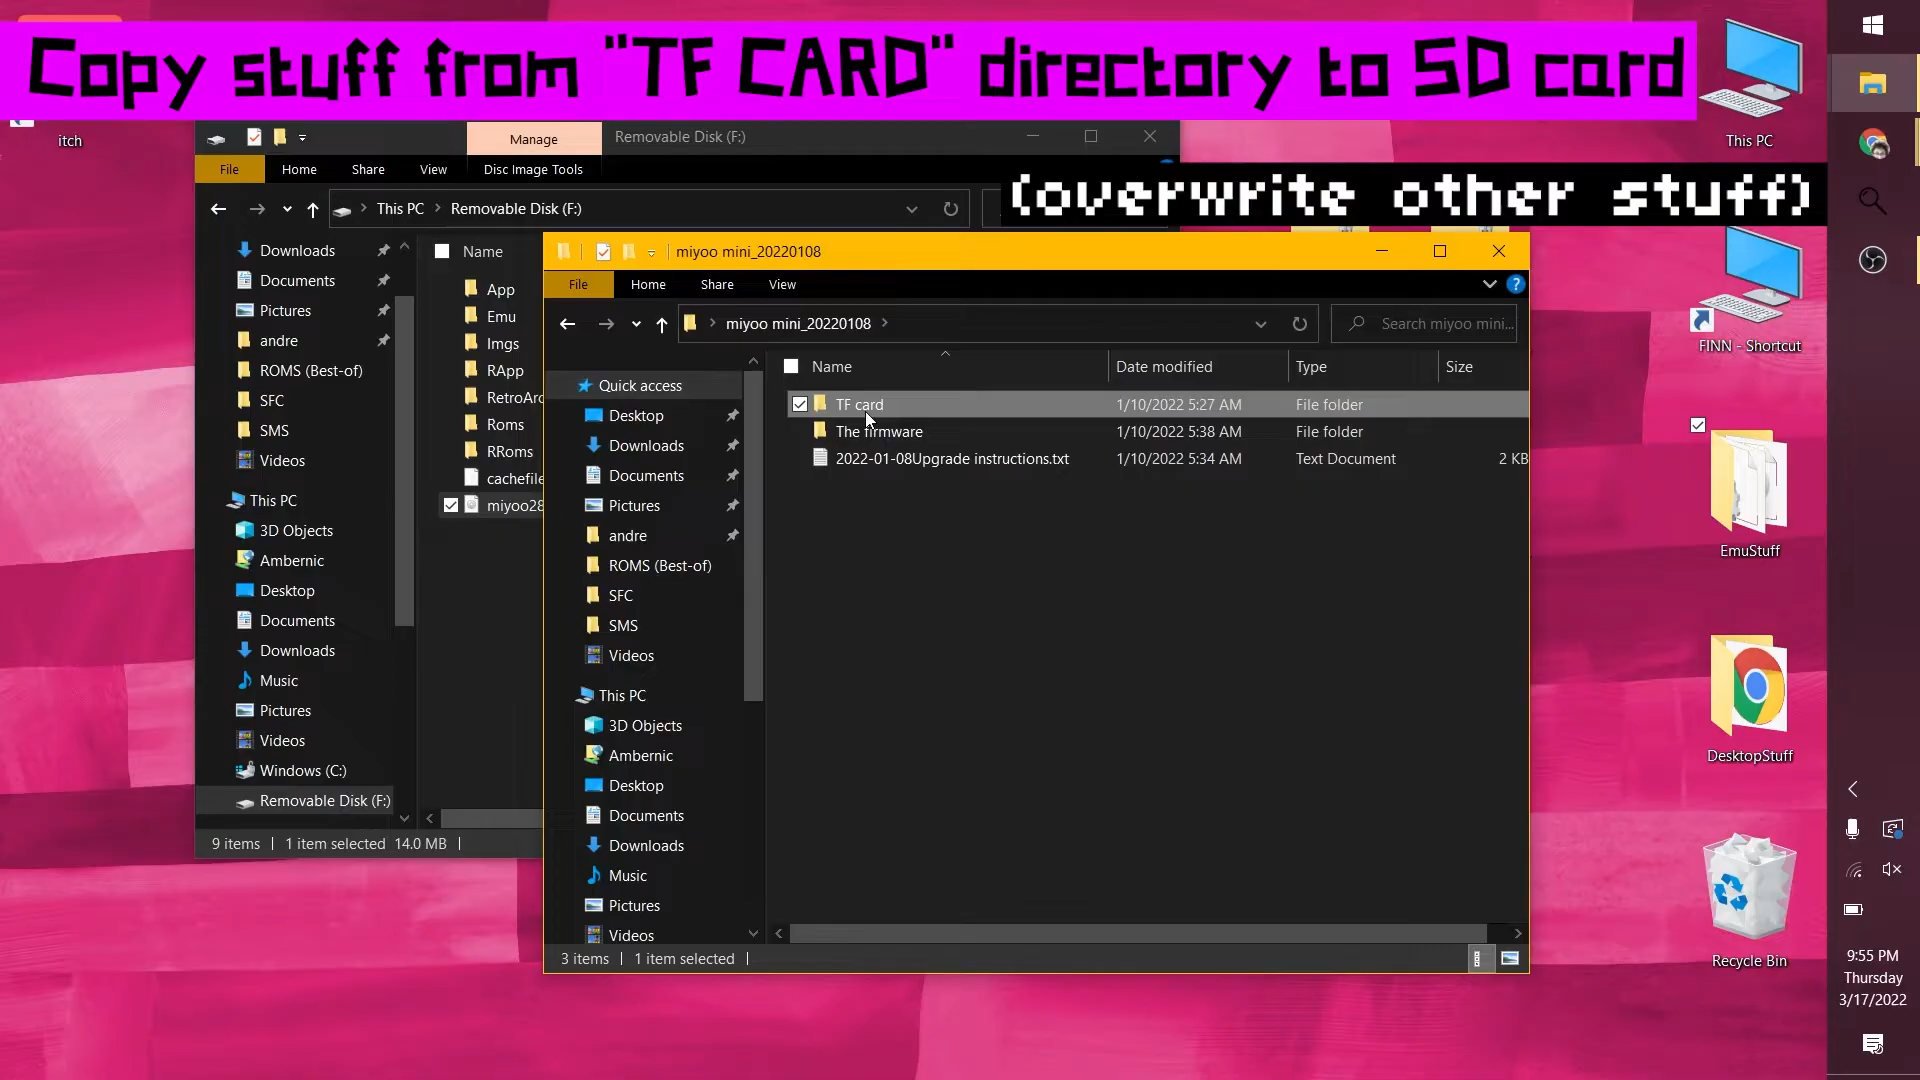 Copy stuff from "TF CARD" directory to SD card
(overwrite other stuff)
itch
This PC
Manage
Removable Disk (F:)
File
Home
Share
View
Disc Image Tools
This PC
Removable Disk (F:)
Downloads
Documents
Pictures
andre
ROMS (Best-of)
SFC
SMS
Videos
This PC
3D Objects
Ambernic
Desktop
Documents
Downloads
Music
Pictures
Videos
Windows (C:)
Removable Disk (F:)
Name
App
Emu
Imgs
RApp
RetroArc
Roms
RRoms
cachefile
miyoo28
9 items
1 item selected 14.0 MB
miyoo mini_20220108
File
Home
Share
View
miyoo mini_20220108
Search miyoo mini...
Quick access
Desktop
Downloads
Documents
Pictures
andre
ROMS (Best-of)
SFC
SMS
Videos
This PC
3D Objects
Ambernic
Desktop
Documents
Downloads
Music
Pictures
Videos
Name Date modified Type Size
TF card 1/10/2022 5:27 AM File folder
The firmware 1/10/2022 5:38 AM File folder
2022-01-08Upgrade instructions.txt 1/10/2022 5:34 AM Text Document 2 KB
3 items
1 item selected
FINN - Shortcut
EmuStuff
DesktopStuff
Recycle Bin
9:55 PM
Thursday
3/17/2022